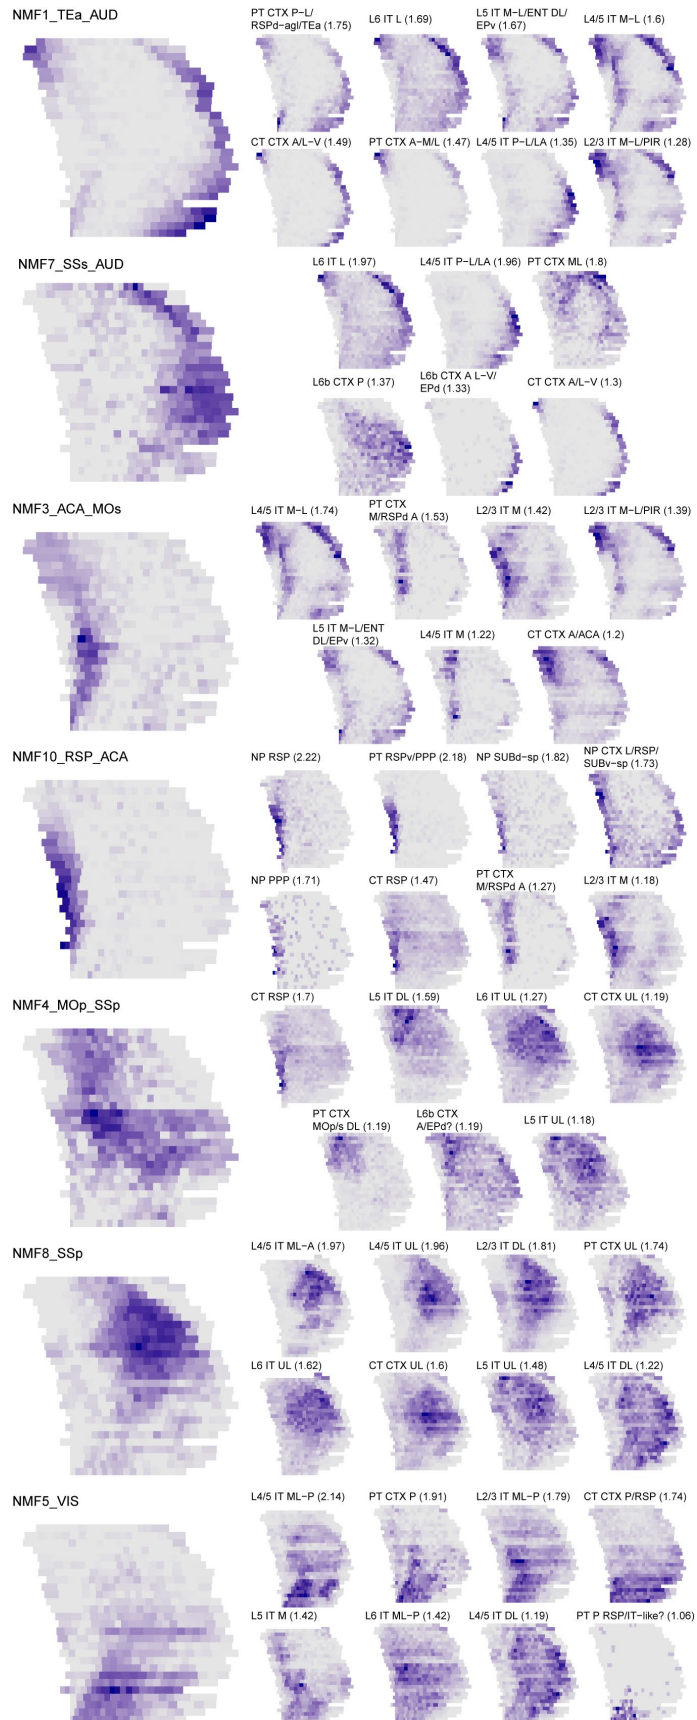 NMF1_TEa_AUD
PT CTX P−L/
RSPd−agl/TEa (1.75)
L6 IT L (1.69)
L5 IT M−L/ENT DL/
EPv (1.67)
L4/5 IT M−L (1.6)
CT CTX A/L−V (1.49)
PT CTX A−M/L (1.47)
L4/5 IT P−L/LA (1.35)
L2/3 IT M−L/PIR (1.28)
NMF7_SSs_AUD
L6 IT L (1.97)
L4/5 IT P−L/LA (1.96)
PT CTX ML (1.8)
L6b CTX P (1.37)
L6b CTX A L−V/
EPd (1.33)
CT CTX A/L−V (1.3)
NMF3_ACA_MOs
L4/5 IT M−L (1.74)
PT CTX
M/RSPd A (1.53)
L2/3 IT M (1.42)
L2/3 IT M−L/PIR (1.39)
L5 IT M−L/ENT
DL/EPv (1.32)
L4/5 IT M (1.22)
CT CTX A/ACA (1.2)
NMF10_RSP_ACA
NP RSP (2.22)
PT RSPv/PPP (2.18)
NP SUBd−sp (1.82)
NP CTX L/RSP/
SUBv−sp (1.73)
NP PPP (1.71)
CT RSP (1.47)
PT CTX
M/RSPd A (1.27)
L2/3 IT M (1.18)
NMF4_MOp_SSp
CT RSP (1.7)
L5 IT DL (1.59)
L6 IT UL (1.27)
CT CTX UL (1.19)
PT CTX
MOp/s DL (1.19)
L6b CTX
A/EPd? (1.19)
L5 IT UL (1.18)
NMF8_SSp
L4/5 IT ML−A (1.97)
L4/5 IT UL (1.96)
L2/3 IT DL (1.81)
PT CTX UL (1.74)
L6 IT UL (1.62)
CT CTX UL (1.6)
L5 IT UL (1.48)
L4/5 IT DL (1.22)
NMF5_VIS
L4/5 IT ML−P (2.14)
PT CTX P (1.91)
L2/3 IT ML−P (1.79)
CT CTX P/RSP (1.74)
L5 IT M (1.42)
L6 IT ML−P (1.42)
L4/5 IT DL (1.19)
PT P RSP/IT−like? (1.06)